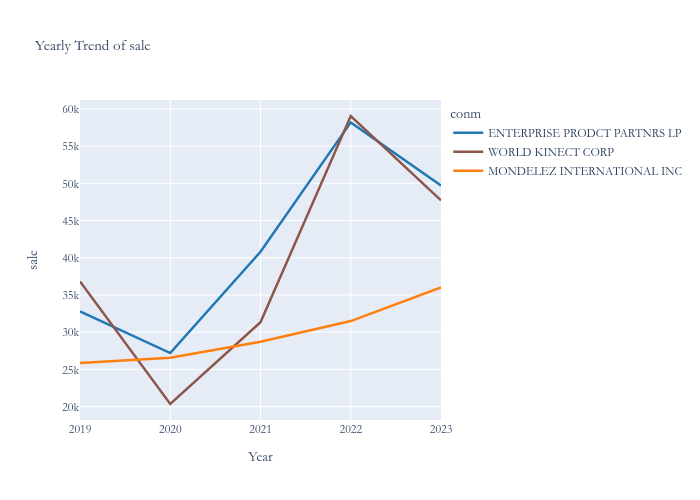 Yearly Trend of sale
conm
ENTERPRISE PRODCT PARTNRS LP
WORLD KINECT CORP
MONDELEZ INTERNATIONAL INC
sale
60k
55k
50k
45k
40k
35k
30k
25k
20k
2019
2020
2021
2022
2023
Year